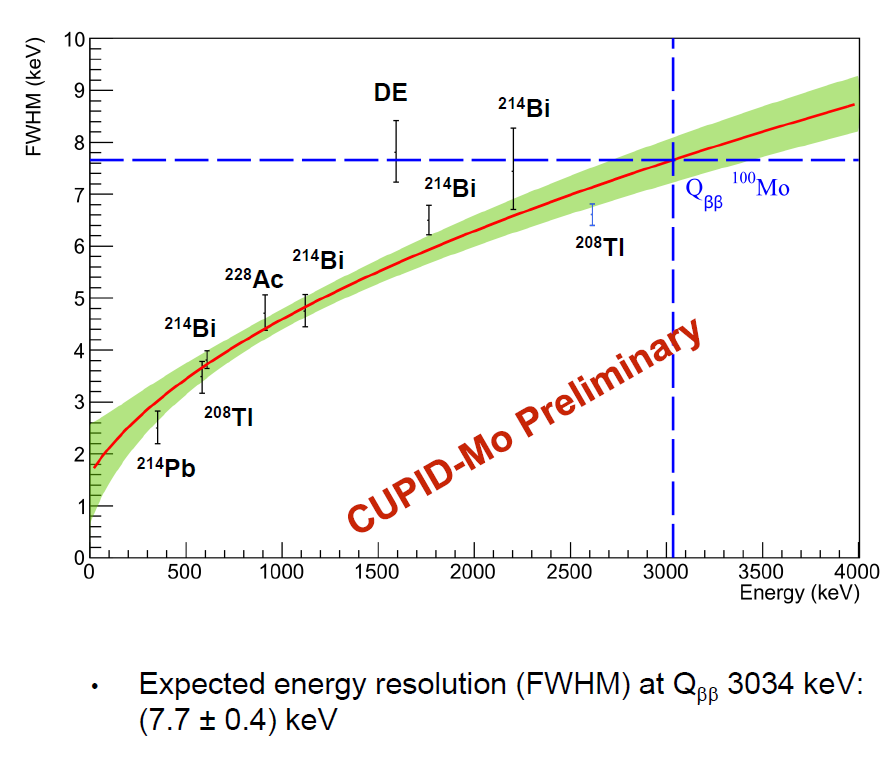 FWHM (keV)
10
9
8
7
6
5
4
3
2
1
0
DE
²¹⁴Bi
²¹⁴Bi
Qββ ¹⁰⁰Mo
²⁰⁸Tl
²¹⁴Bi
²²⁸Ac
²¹⁴Bi
²⁰⁸Tl
²¹⁴Pb
CUPID-Mo Preliminary
0 500 1000 1500 2000 2500 3000 3500 4000
Energy (keV)
• Expected energy resolution (FWHM) at Qββ 3034 keV:
(7.7 ± 0.4) keV